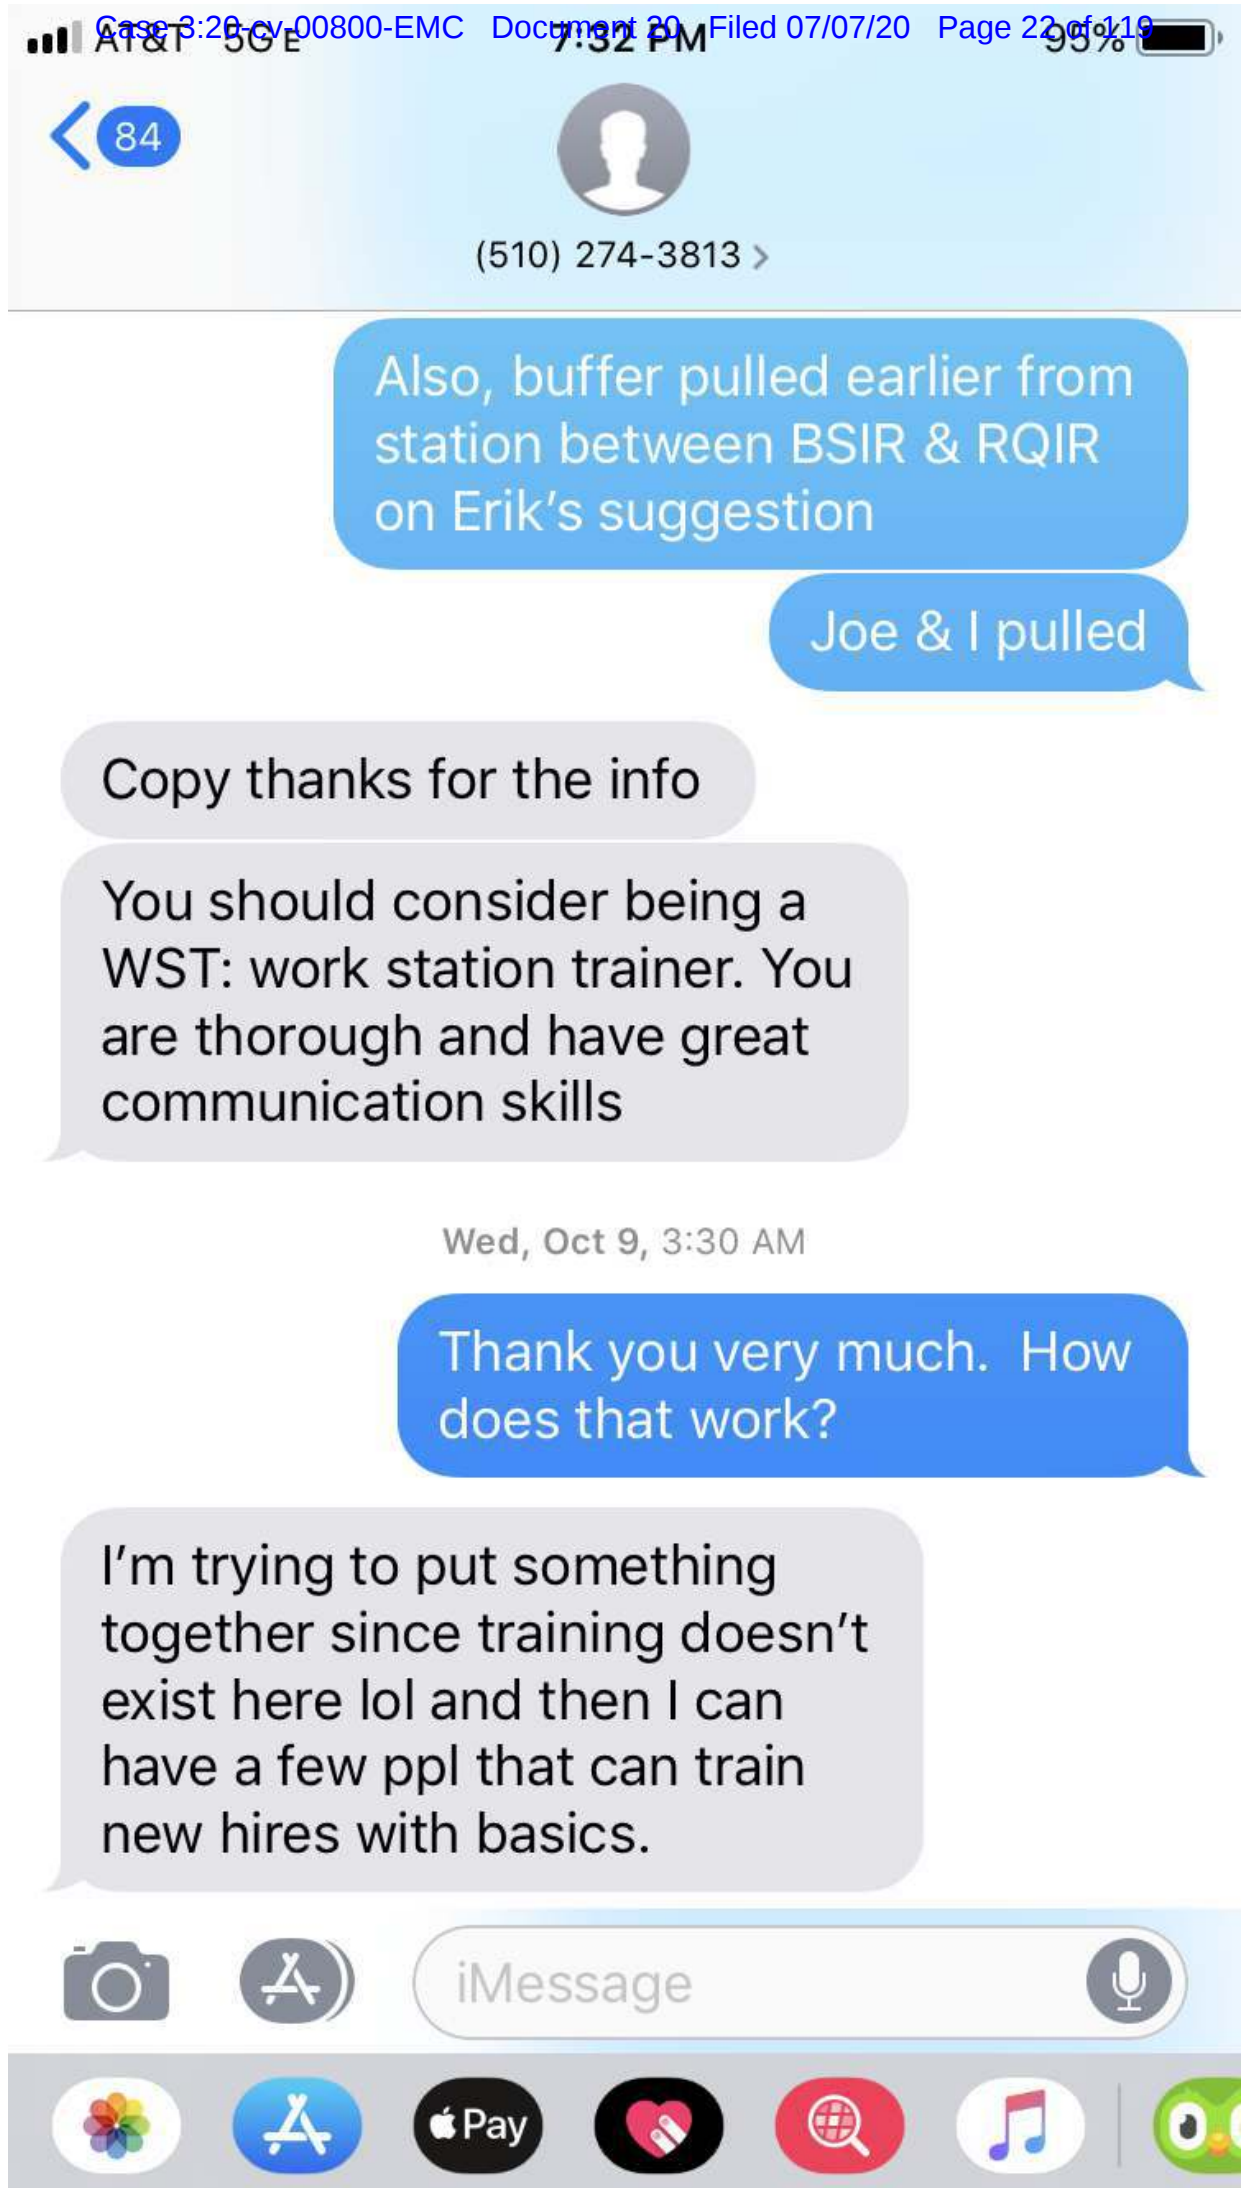 Case 3:20-cv-00800-EMC Document 20 Filed 07/07/20 Page 22 of 119
AT&T 5G E 7:32 PM 95%
84
(510) 274-3813 >
Also, buffer pulled earlier from
station between BSIR & RQIR
on Erik’s suggestion
Joe & I pulled
Copy thanks for the info
You should consider being a
WST: work station trainer. You
are thorough and have great
communication skills
Wed, Oct 9, 3:30 AM
Thank you very much.  How
does that work?
I’m trying to put something
together since training doesn’t
exist here lol and then I can
have a few ppl that can train
new hires with basics.
iMessage
Pay